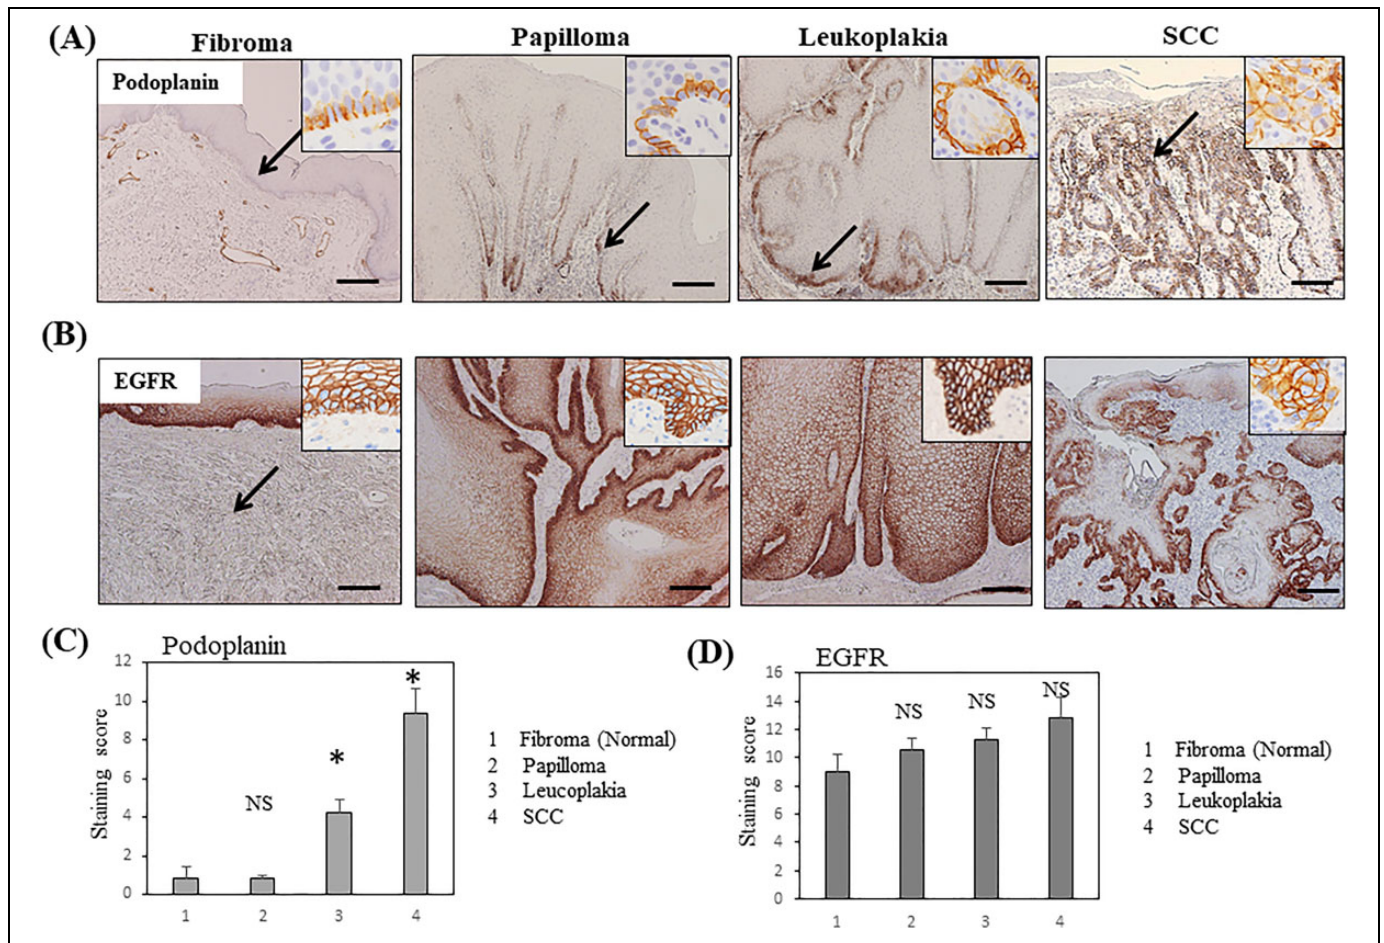 (A)
Fibroma
Papilloma
Leukoplakia
SCC
Podoplanin
(B)
EGFR
(C)
Podoplanin
Staining score
12
10
8
6
4
2
0
NS
*
*
1
2
3
4
1 Fibroma (Normal)
2 Papilloma
3 Leucoplakia
4 SCC
(D)
EGFR
Staining score
16
14
12
10
8
6
4
2
0
NS
NS
NS
1
2
3
4
1 Fibroma (Normal)
2 Papilloma
3 Leukoplakia
4 SCC